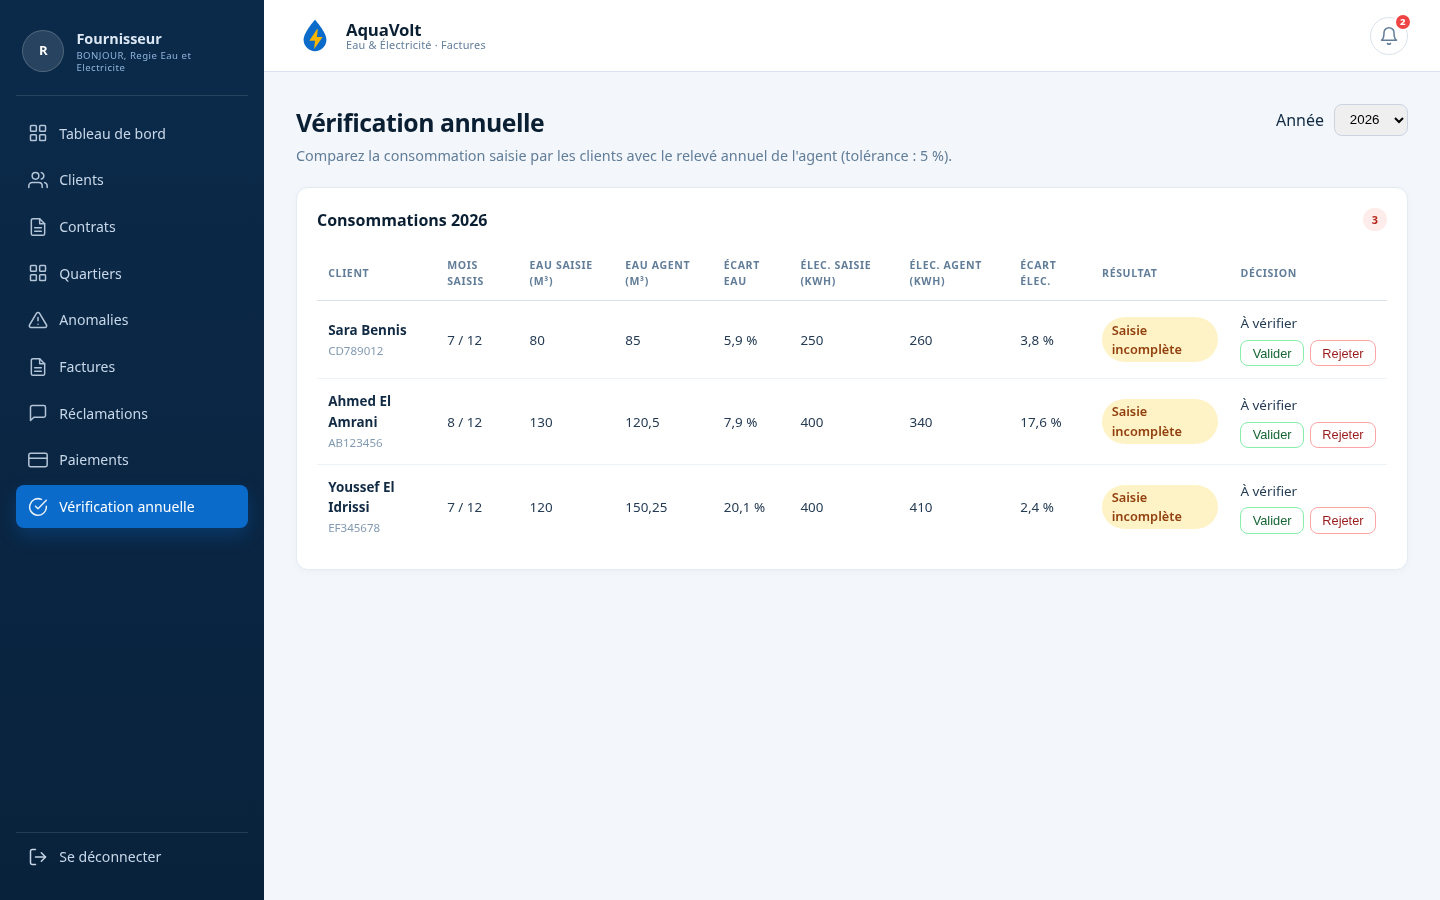 R
Fournisseur
BONJOUR, Regie Eau et
Electricite
Tableau de bord
Clients
Contrats
Quartiers
Anomalies
Factures
Réclamations
Paiements
Vérification annuelle
Se déconnecter
AquaVolt
Eau & Électricité · Factures
2
Vérification annuelle
Année 2026
Comparez la consommation saisie par les clients avec le relevé annuel de l'agent (tolérance : 5 %).
Consommations 2026
3
CLIENT MOIS SAISIS EAU SAISIE (M³) EAU AGENT (M³) ÉCART EAU ÉLEC. SAISIE (KWH) ÉLEC. AGENT (KWH) ÉCART ÉLEC. RÉSULTAT DÉCISION
Sara Bennis
CD789012
7 / 12 80 85 5,9 % 250 260 3,8 %
Saisie
incomplète
À vérifier
Valider Rejeter
Ahmed El
Amrani
AB123456
8 / 12 130 120,5 7,9 % 400 340 17,6 %
Saisie
incomplète
À vérifier
Valider Rejeter
Youssef El
Idrissi
EF345678
7 / 12 120 150,25 20,1 % 400 410 2,4 %
Saisie
incomplète
À vérifier
Valider Rejeter